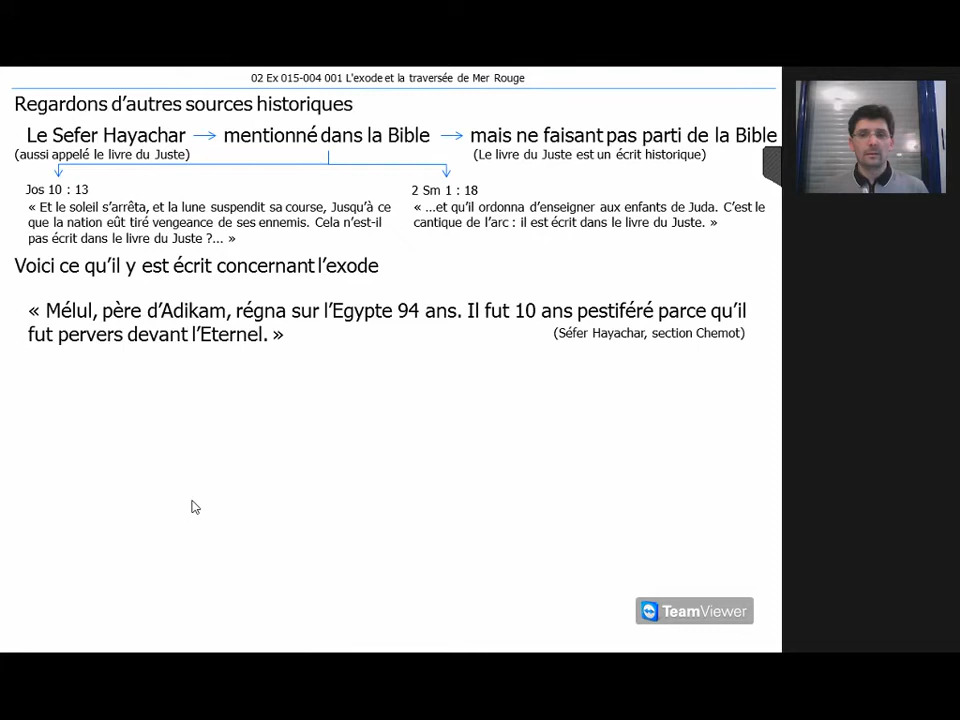 02 Ex 015-004 001 L'exode et la traversée de Mer Rouge
Regardons d'autres sources historiques
Le Sefer Hayachar → mentionné dans la Bible → mais ne faisant pas parti de la Bible
(aussi appelé le livre du Juste) (Le livre du Juste est un écrit historique)
Jos 10 : 13
« Et le soleil s'arrêta, et la lune suspendit sa course, Jusqu'à ce
que la nation eût tiré vengeance de ses ennemis. Cela n'est-il
pas écrit dans le livre du Juste ?... »
2 Sm 1 : 18
« ...et qu'il ordonna d'enseigner aux enfants de Juda. C'est le
cantique de l'arc : il est écrit dans le livre du Juste. »
Voici ce qu'il y est écrit concernant l'exode
« Mélul, père d'Adikam, régna sur l'Egypte 94 ans. Il fut 10 ans pestiféré parce qu'il
fut pervers devant l'Eternel. » (Séfer Hayachar, section Chemot)
TeamViewer